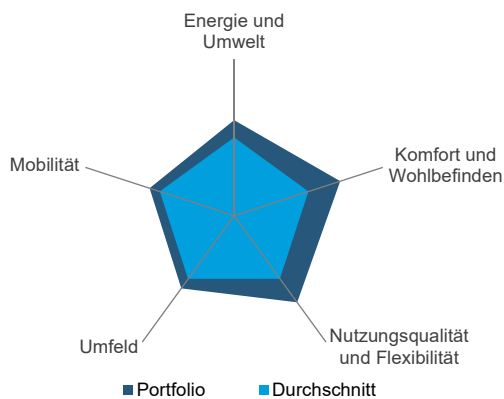 Energie und
Umwelt
Mobilität
Komfort und
Wohlbefinden
Umfeld
Nutzungsqualität
und Flexibilität
Portfolio
Durchschnitt